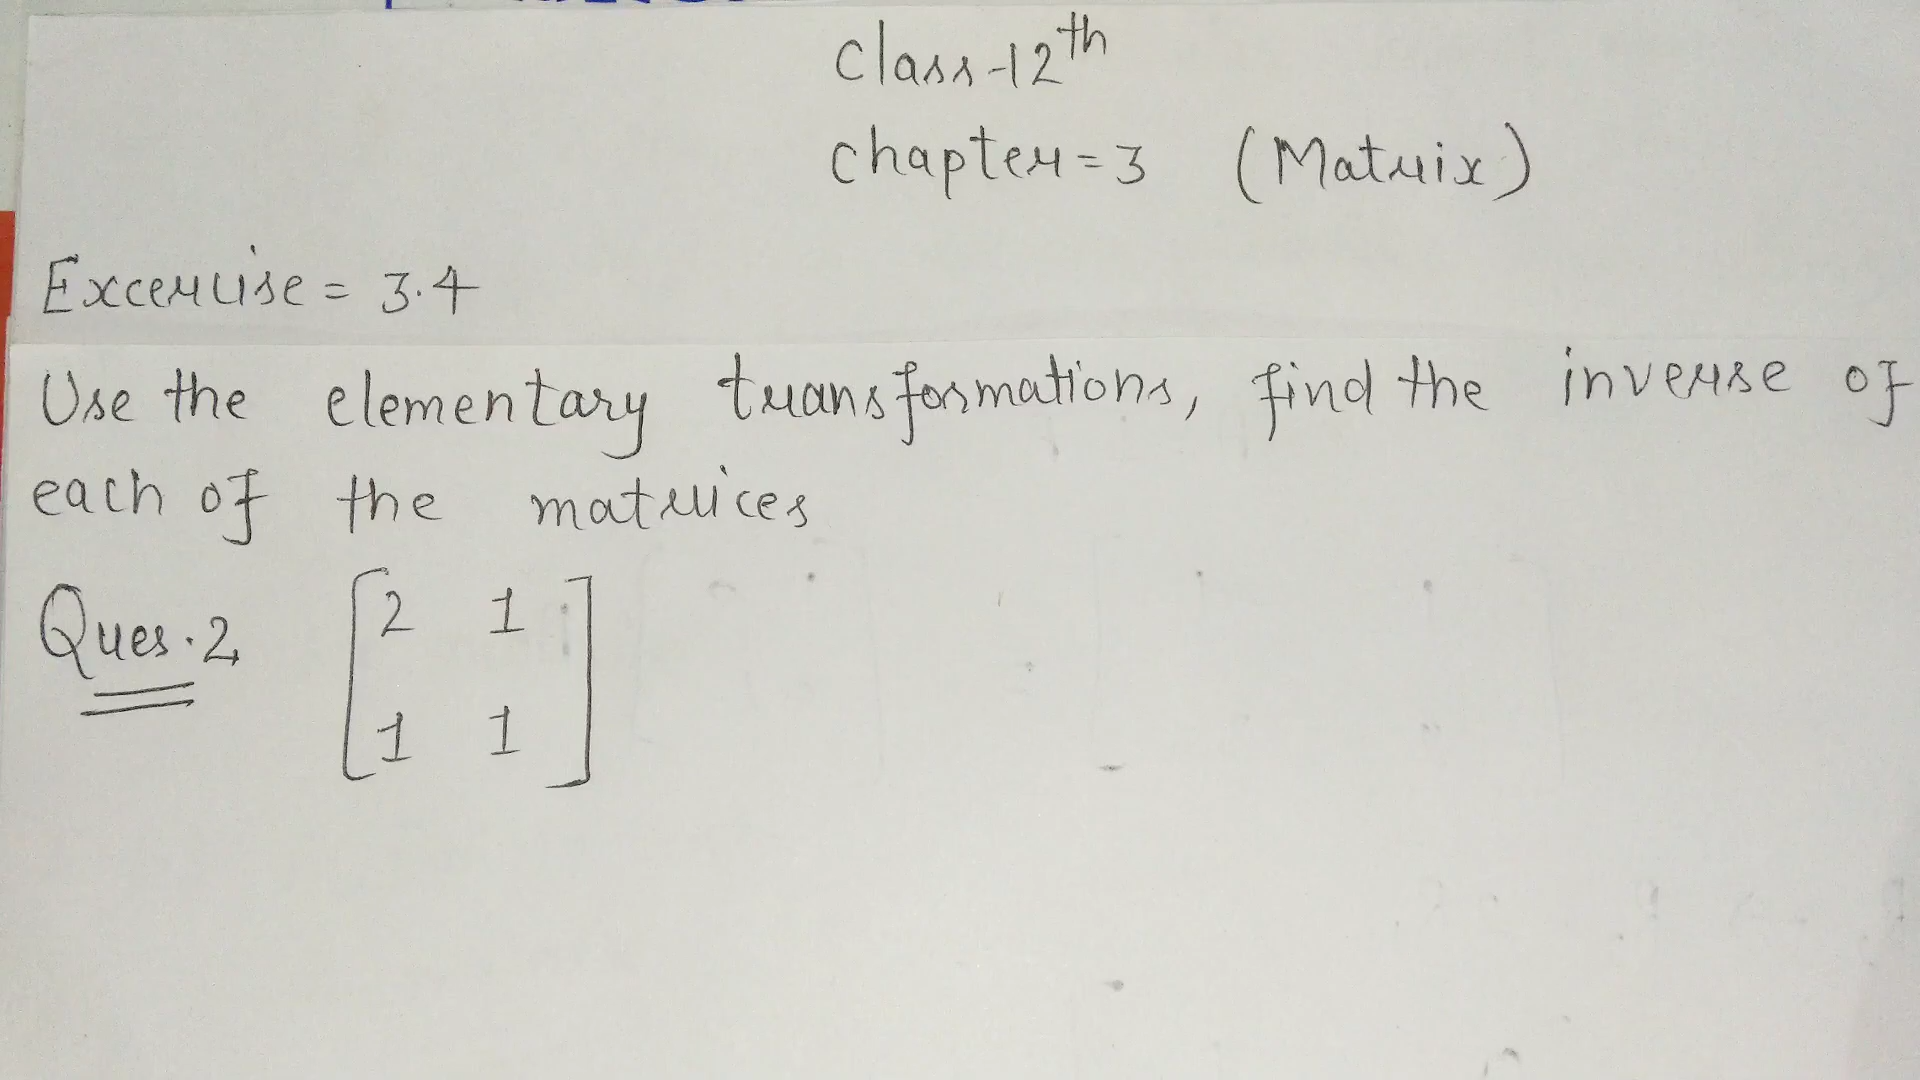 Class-12th
Chapter=3 (Matrix)
Excercise = 3.4
Use the elementary transformations, find the inverse of
each of the matrices
Ques.2 [2 1
1 1]